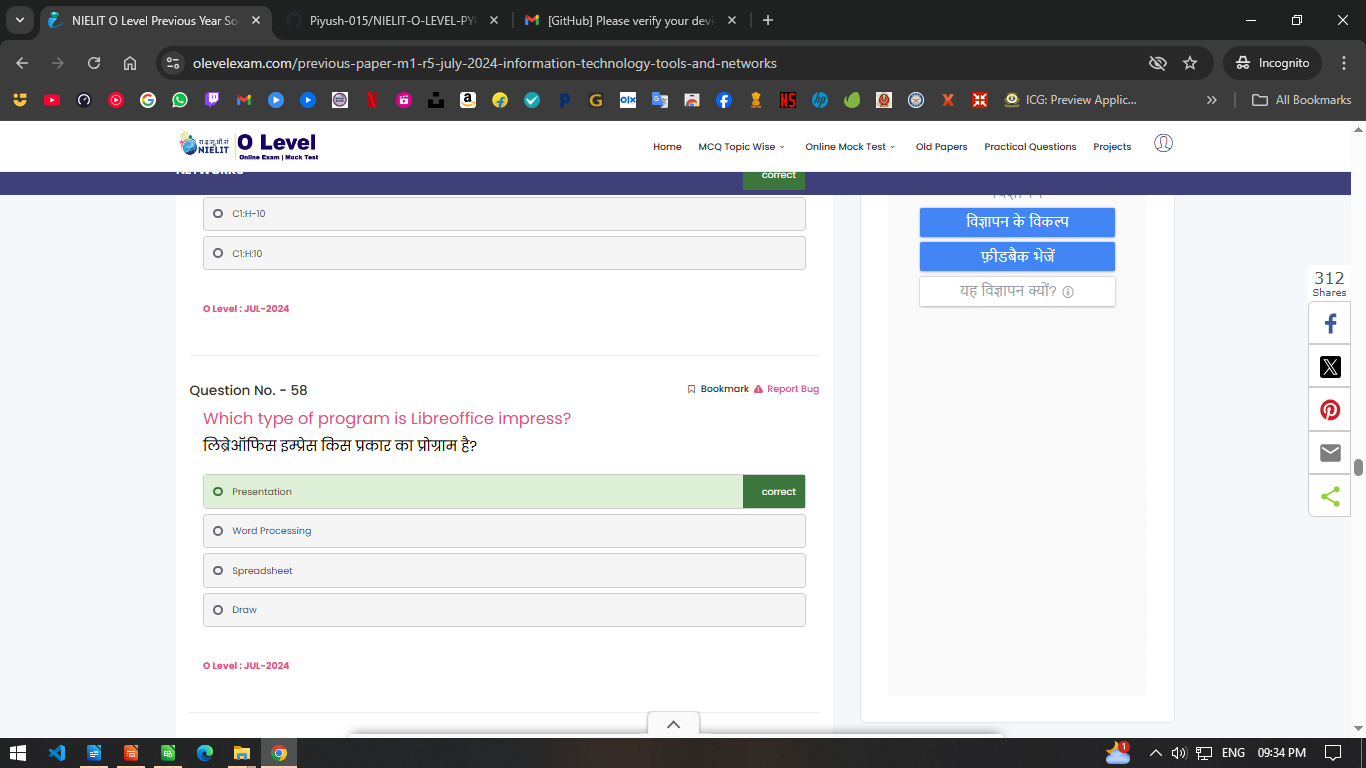 NIELIT O Level Previous Year So
Piyush-015/NIELIT-O-LEVEL-PY
[GitHub] Please verify your devi
olevelexam.com/previous-paper-m1-r5-july-2024-information-technology-tools-and-networks
Incognito
ICG: Preview Applic...
All Bookmarks
रा.इ.सू.प्रौ.सं
NIELIT
O Level
Online Exam | Mock Test
Home
MCQ Topic Wise
Online Mock Test
Old Papers
Practical Questions
Projects
NETWORKS
correct
C1:H-10
C1:H:10
O Level : JUL-2024
Question No. - 58
Bookmark
Report Bug
Which type of program is Libreoffice impress?
लिब्रेऑफिस इम्प्रेस किस प्रकार का प्रोग्राम है?
Presentation
correct
Word Processing
Spreadsheet
Draw
O Level : JUL-2024
विज्ञापन के विकल्प
फ़ीडबैक भेजें
यह विज्ञापन क्यों?
312
Shares
1
ENG
09:34 PM